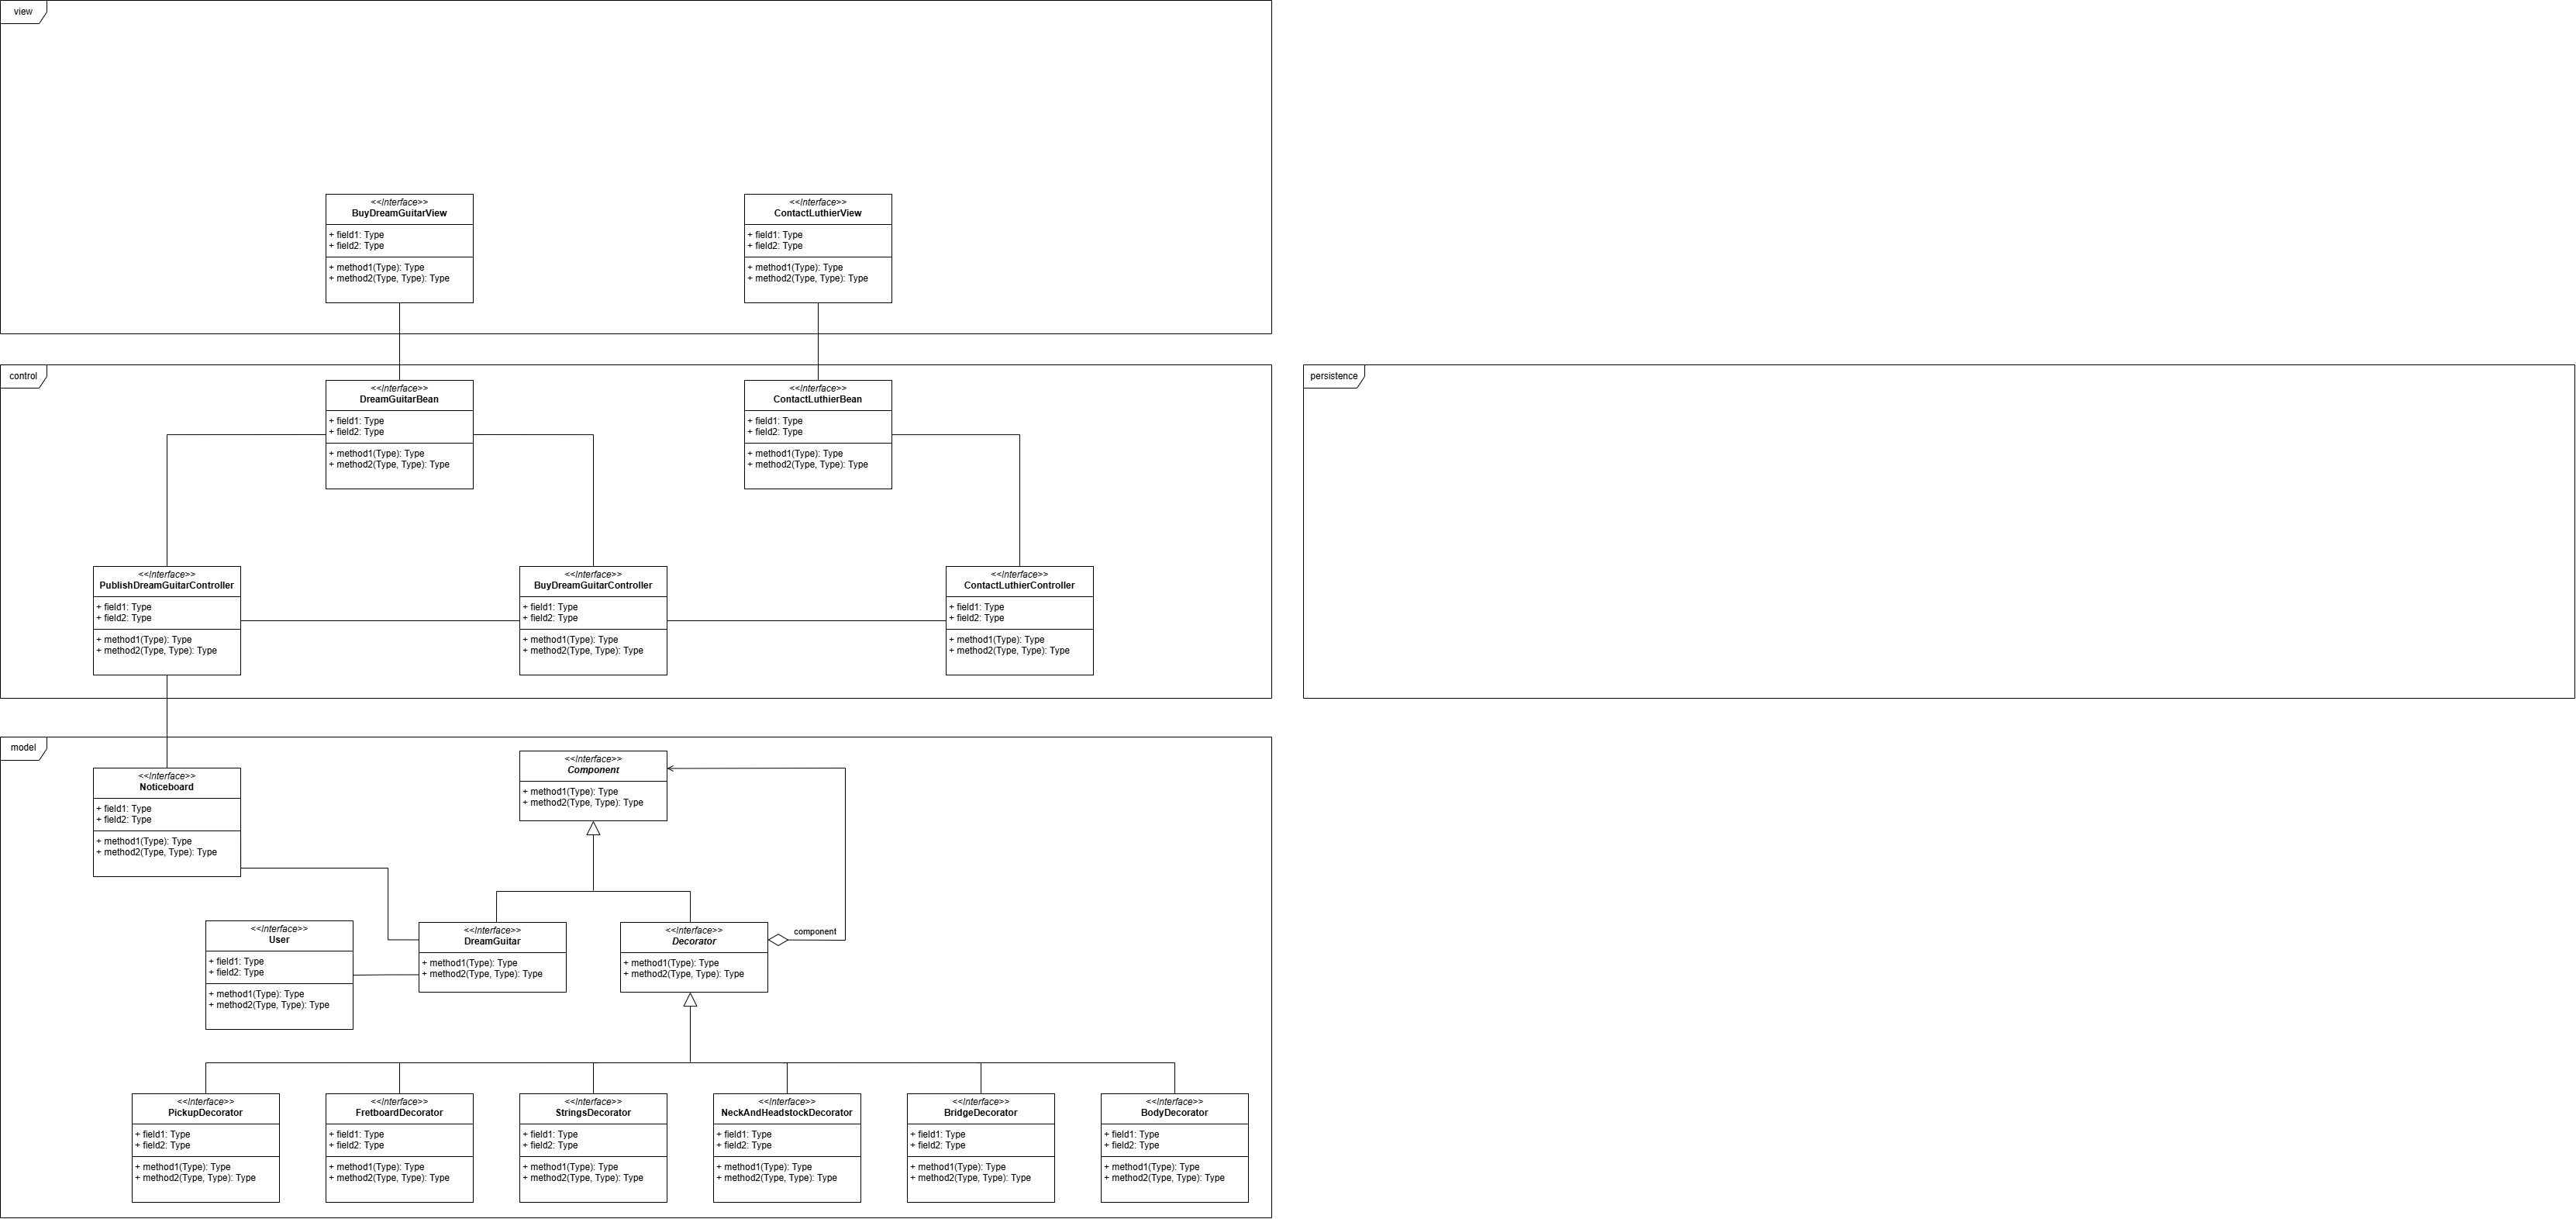 view
<<Interface>>
BuyDreamGuitarView
+ field1: Type
+ field2: Type
+ method1(Type): Type
+ method2(Type, Type): Type
<<Interface>>
ContactLuthierView
+ field1: Type
+ field2: Type
+ method1(Type): Type
+ method2(Type, Type): Type
control
<<Interface>>
DreamGuitarBean
+ field1: Type
+ field2: Type
+ method1(Type): Type
+ method2(Type, Type): Type
<<Interface>>
ContactLuthierBean
+ field1: Type
+ field2: Type
+ method1(Type): Type
+ method2(Type, Type): Type
persistence
<<Interface>>
PublishDreamGuitarController
+ field1: Type
+ field2: Type
+ method1(Type): Type
+ method2(Type, Type): Type
<<Interface>>
BuyDreamGuitarController
+ field1: Type
+ field2: Type
+ method1(Type): Type
+ method2(Type, Type): Type
<<Interface>>
ContactLuthierController
+ field1: Type
+ field2: Type
+ method1(Type): Type
+ method2(Type, Type): Type
model
<<Interface>>
Noticeboard
+ field1: Type
+ field2: Type
+ method1(Type): Type
+ method2(Type, Type): Type
<<Interface>>
Component
+ method1(Type): Type
+ method2(Type, Type): Type
<<Interface>>
User
+ field1: Type
+ field2: Type
+ method1(Type): Type
+ method2(Type, Type): Type
<<Interface>>
DreamGuitar
+ method1(Type): Type
+ method2(Type, Type): Type
<<Interface>>
Decorator
+ method1(Type): Type
+ method2(Type, Type): Type
component
<<Interface>>
PickupDecorator
+ field1: Type
+ field2: Type
+ method1(Type): Type
+ method2(Type, Type): Type
<<Interface>>
FretboardDecorator
+ field1: Type
+ field2: Type
+ method1(Type): Type
+ method2(Type, Type): Type
<<Interface>>
StringsDecorator
+ field1: Type
+ field2: Type
+ method1(Type): Type
+ method2(Type, Type): Type
<<Interface>>
NeckAndHeadstockDecorator
+ field1: Type
+ field2: Type
+ method1(Type): Type
+ method2(Type, Type): Type
<<Interface>>
BridgeDecorator
+ field1: Type
+ field2: Type
+ method1(Type): Type
+ method2(Type, Type): Type
<<Interface>>
BodyDecorator
+ field1: Type
+ field2: Type
+ method1(Type): Type
+ method2(Type, Type): Type